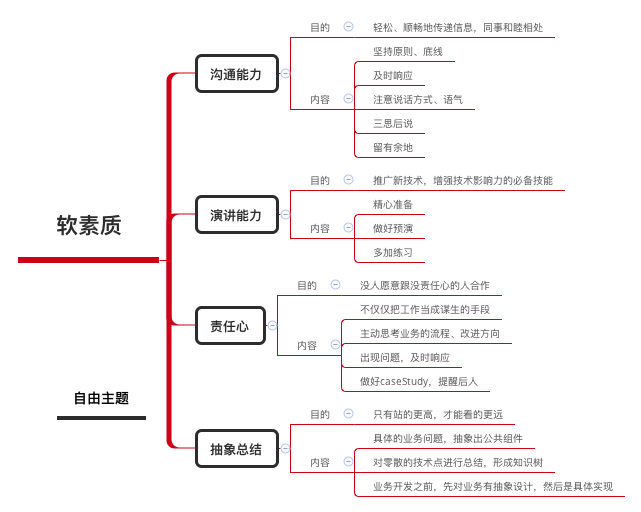 软素质
沟通能力
目的
轻松、顺畅地传递信息，同事和睦相处
内容
坚持原则、底线
及时响应
注意说话方式、语气
三思后说
留有余地
演讲能力
目的
推广新技术，增强技术影响力的必备技能
内容
精心准备
做好预演
多加练习
责任心
目的
没人愿意跟没责任心的人合作
内容
不仅仅把工作当成谋生的手段
主动思考业务的流程、改进方向
出现问题，及时响应
做好caseStudy，提醒后人
抽象总结
目的
只有站的更高，才能看的更远
内容
具体的业务问题，抽象出公共组件
对零散的技术点进行总结，形成知识树
业务开发之前，先对业务有抽象设计，然后是具体实现
自由主题